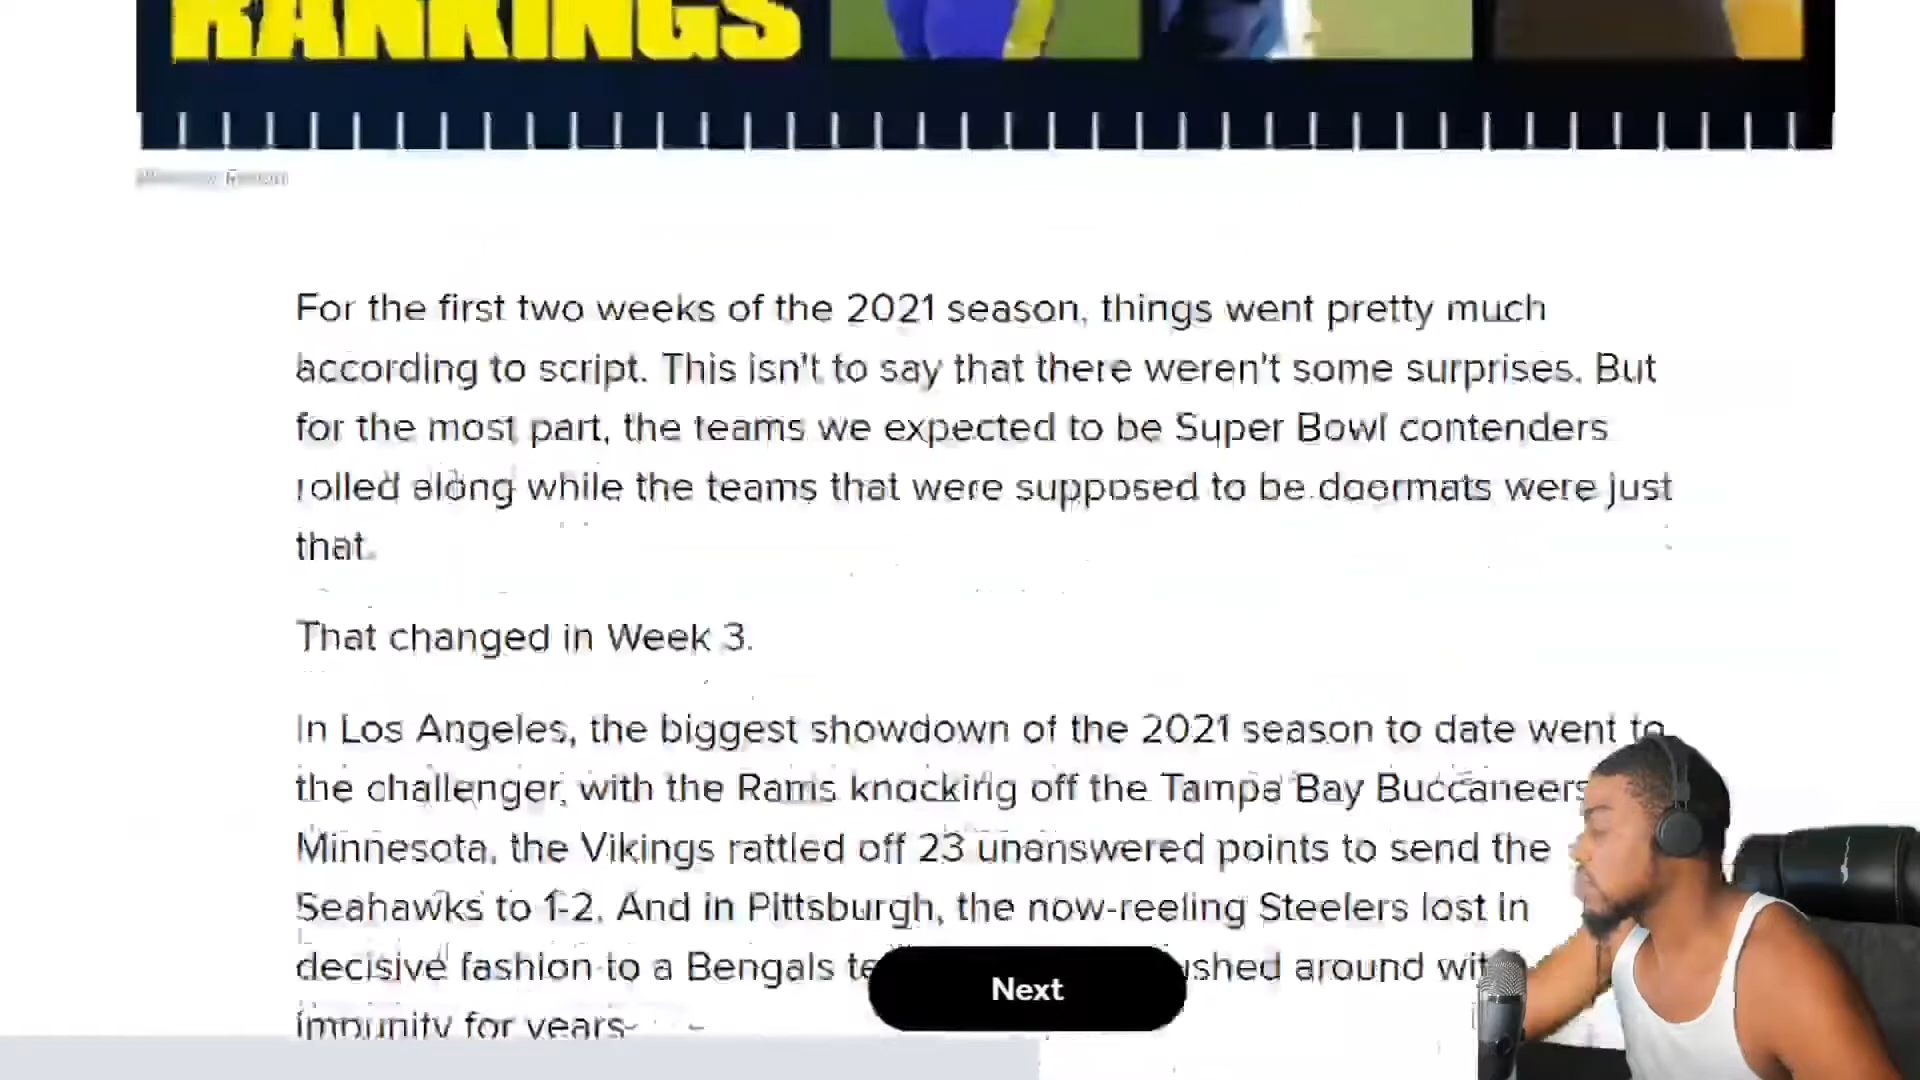 RANKINGS
For the first two weeks of the 2021 season, things went pretty much
according to script. This isn't to say that there weren't some surprises. But
for the most part, the teams we expected to be Super Bowl contenders
rolled along while the teams that were supposed to be doormats were just
that.
That changed in Week 3.
In Los Angeles, the biggest showdown of the 2021 season to date went to
the challenger, with the Rams knocking off the Tampa Bay Buccaneers
Minnesota, the Vikings rattled off 23 unanswered points to send the
Seahawks to 1-2. And in Pittsburgh, the now-reeling Steelers lost in
decisive fashion to a Bengals around
impunity for years
Next